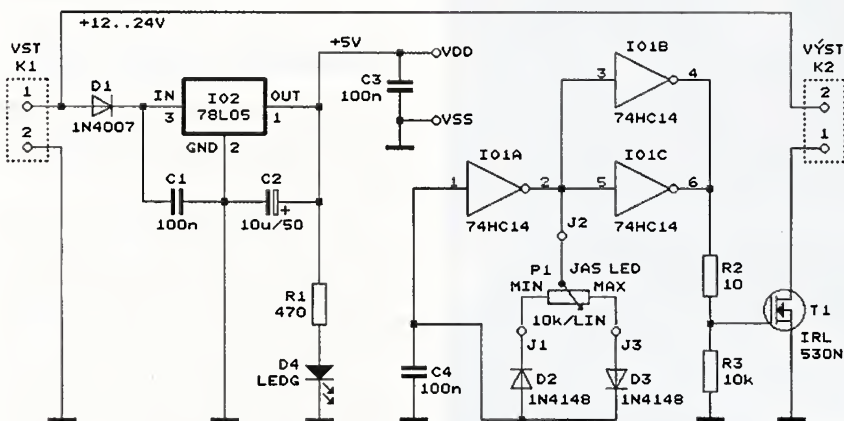 +12..24V
VST
K1
1
2
D1
1N4007
IN
3
IO2
78L05
OUT
1
GND
2
C1
100n
C2
+
10u/50
+5V
R1
470
D4
LEDG
C3
100n
VDD
VSS
IO1A
1
2
74HC14
IO1B
3
4
74HC14
IO1C
5
6
74HC14
J2
P1
JAS LED
MIN
MAX
10k/LIN
J1
J3
C4
100n
D2
1N4148
D3
1N4148
R2
10
R3
10k
T1
IRL
530N
VÝST
K2
2
1